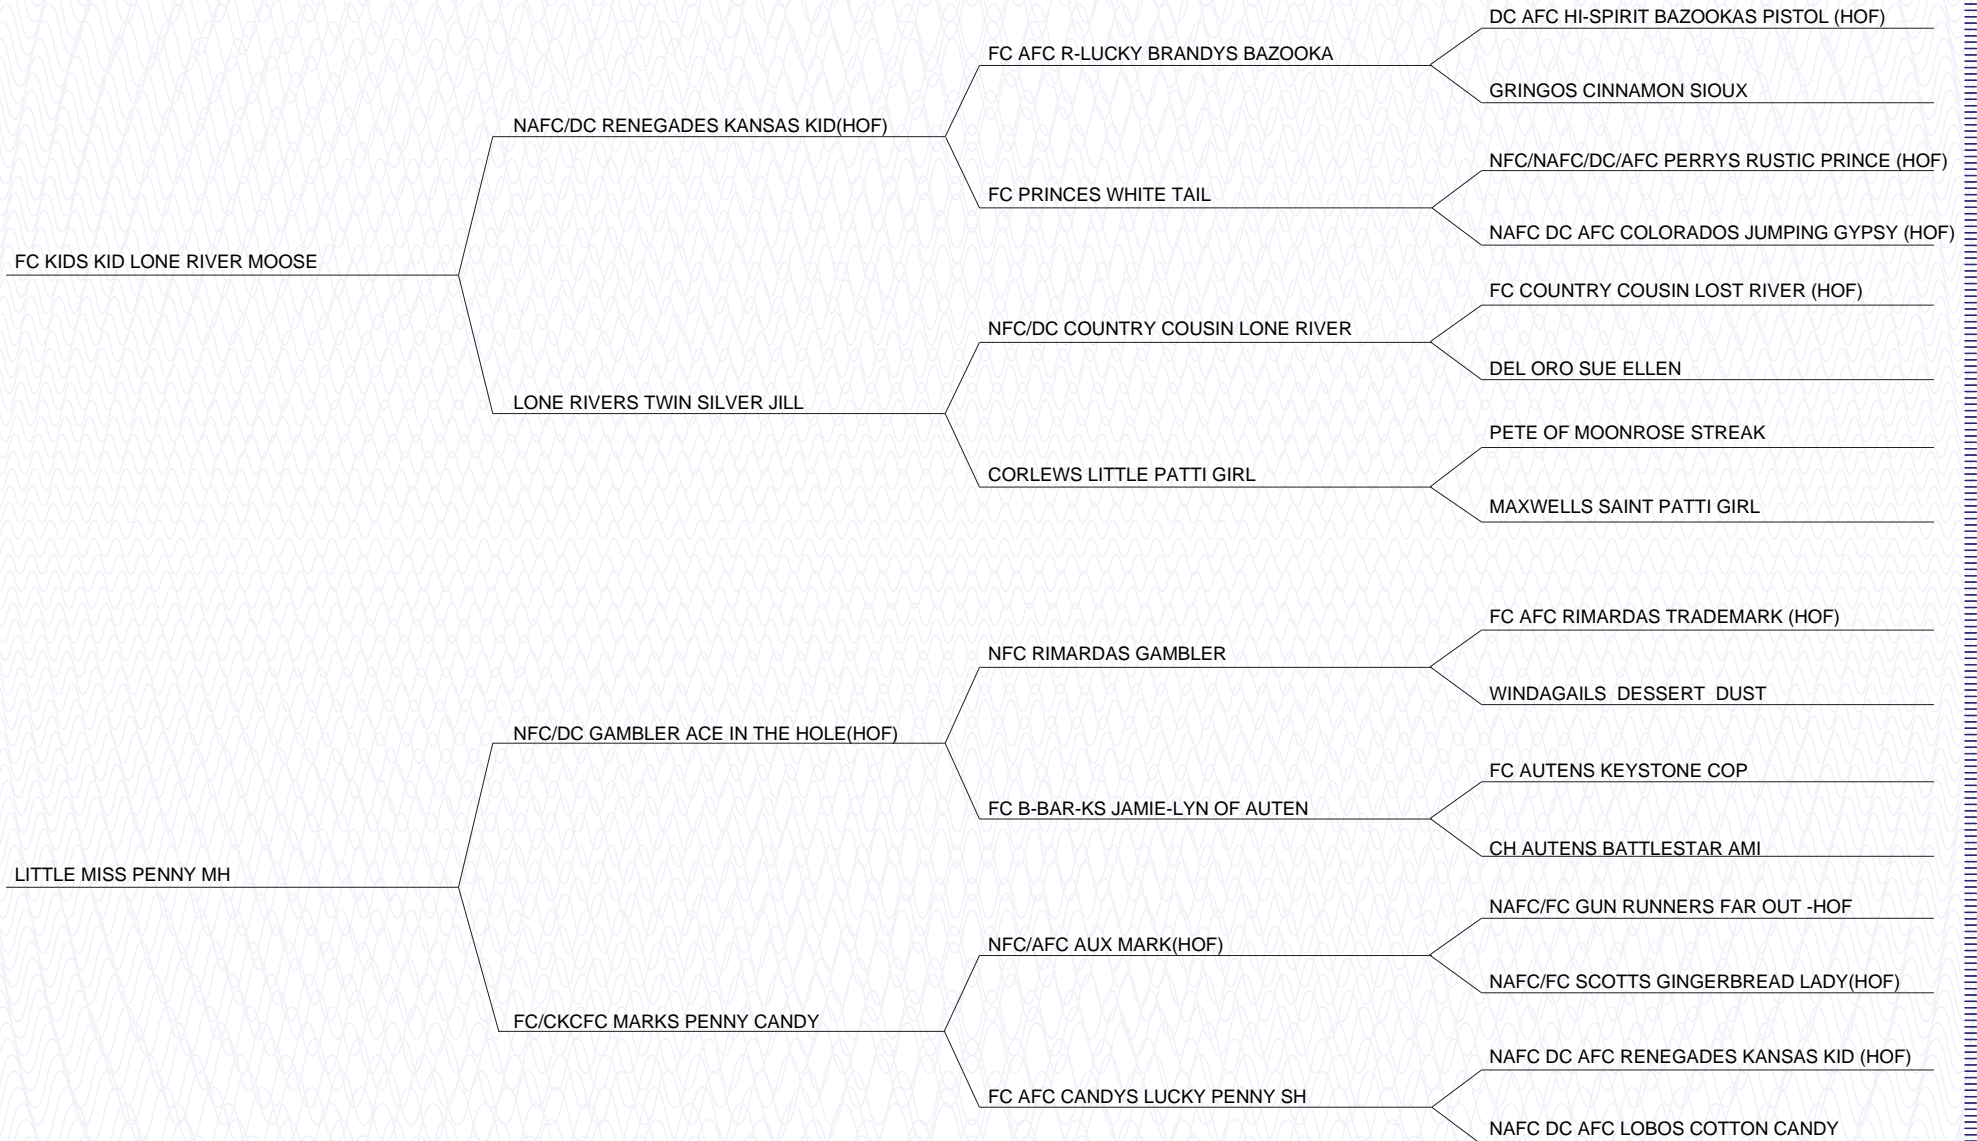 DC AFC HI-SPIRIT BAZOOKAS PISTOL (HOF)
FC AFC R-LUCKY BRANDYS BAZOOKA
GRINGOS CINNAMON SIOUX
NAFC/DC RENEGADES KANSAS KID(HOF)
NFC/NAFC/DC/AFC PERRYS RUSTIC PRINCE (HOF)
FC PRINCES WHITE TAIL
NAFC DC AFC COLORADOS JUMPING GYPSY (HOF)
FC KIDS KID LONE RIVER MOOSE
FC COUNTRY COUSIN LOST RIVER (HOF)
NFC/DC COUNTRY COUSIN LONE RIVER
DEL ORO SUE ELLEN
LONE RIVERS TWIN SILVER JILL
PETE OF MOONROSE STREAK
CORLEWS LITTLE PATTI GIRL
MAXWELLS SAINT PATTI GIRL
FC AFC RIMARDAS TRADEMARK (HOF)
NFC RIMARDAS GAMBLER
WINDAGAILS  DESSERT  DUST
NFC/DC GAMBLER ACE IN THE HOLE(HOF)
FC AUTENS KEYSTONE COP
FC B-BAR-KS JAMIE-LYN OF AUTEN
CH AUTENS BATTLESTAR AMI
LITTLE MISS PENNY MH
NAFC/FC GUN RUNNERS FAR OUT -HOF
NFC/AFC AUX MARK(HOF)
NAFC/FC SCOTTS GINGERBREAD LADY(HOF)
FC/CKCFC MARKS PENNY CANDY
NAFC DC AFC RENEGADES KANSAS KID (HOF)
FC AFC CANDYS LUCKY PENNY SH
NAFC DC AFC LOBOS COTTON CANDY